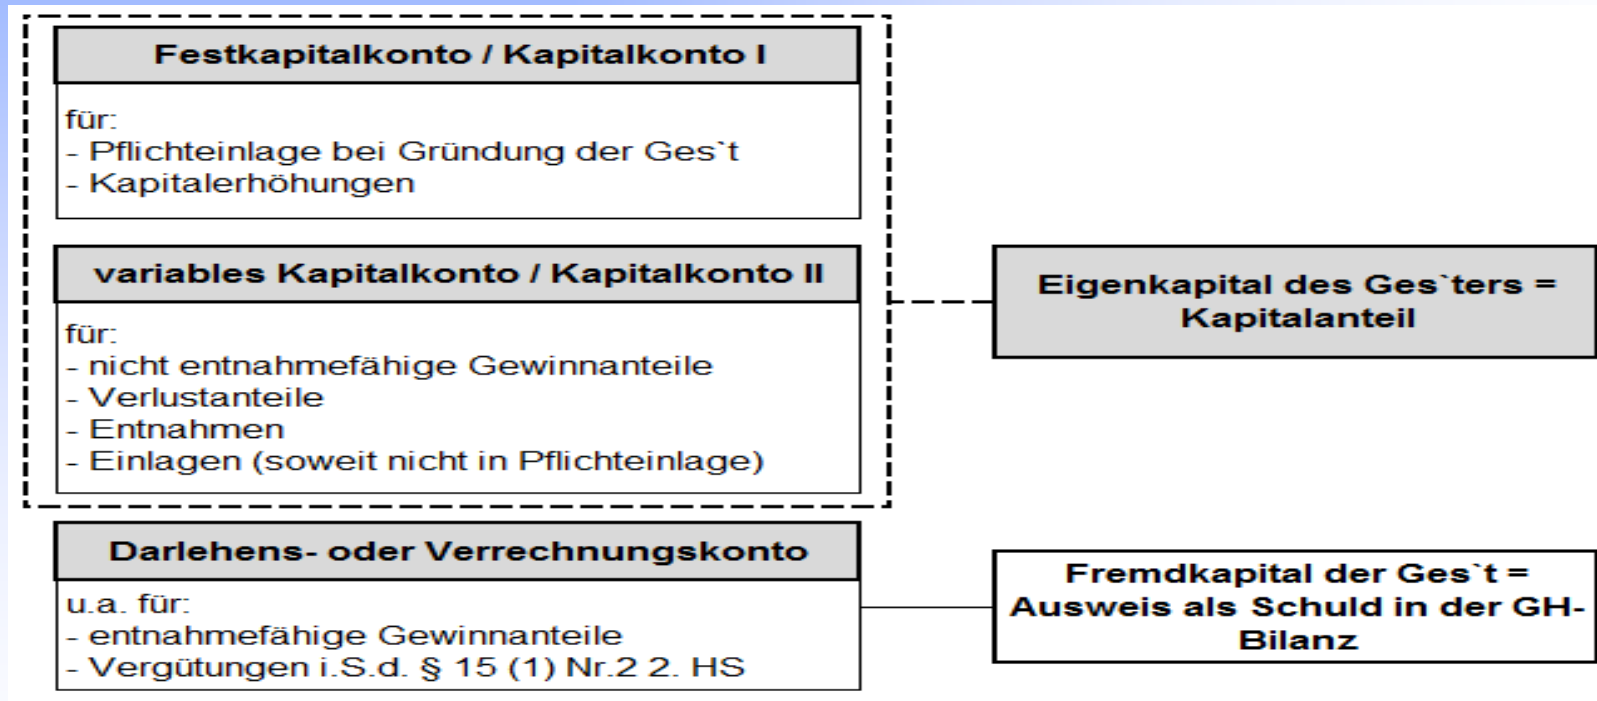 Festkapitalkonto / Kapitalkonto I
für:
- Pflichteinlage bei Gründung der Ges`t
- Kapitalerhöhungen
variables Kapitalkonto / Kapitalkonto II
für:
- nicht entnahmefähige Gewinnanteile
- Verlustanteile
- Entnahmen
- Einlagen (soweit nicht in Pflichteinlage)
Eigenkapital des Ges`ters =
Kapitalanteil
Darlehens- oder Verrechnungskonto
u.a. für:
- entnahmefähige Gewinnanteile
- Vergütungen i.S.d. § 15 (1) Nr.2 2. HS
Fremdkapital der Ges`t =
Ausweis als Schuld in der GH-
Bilanz